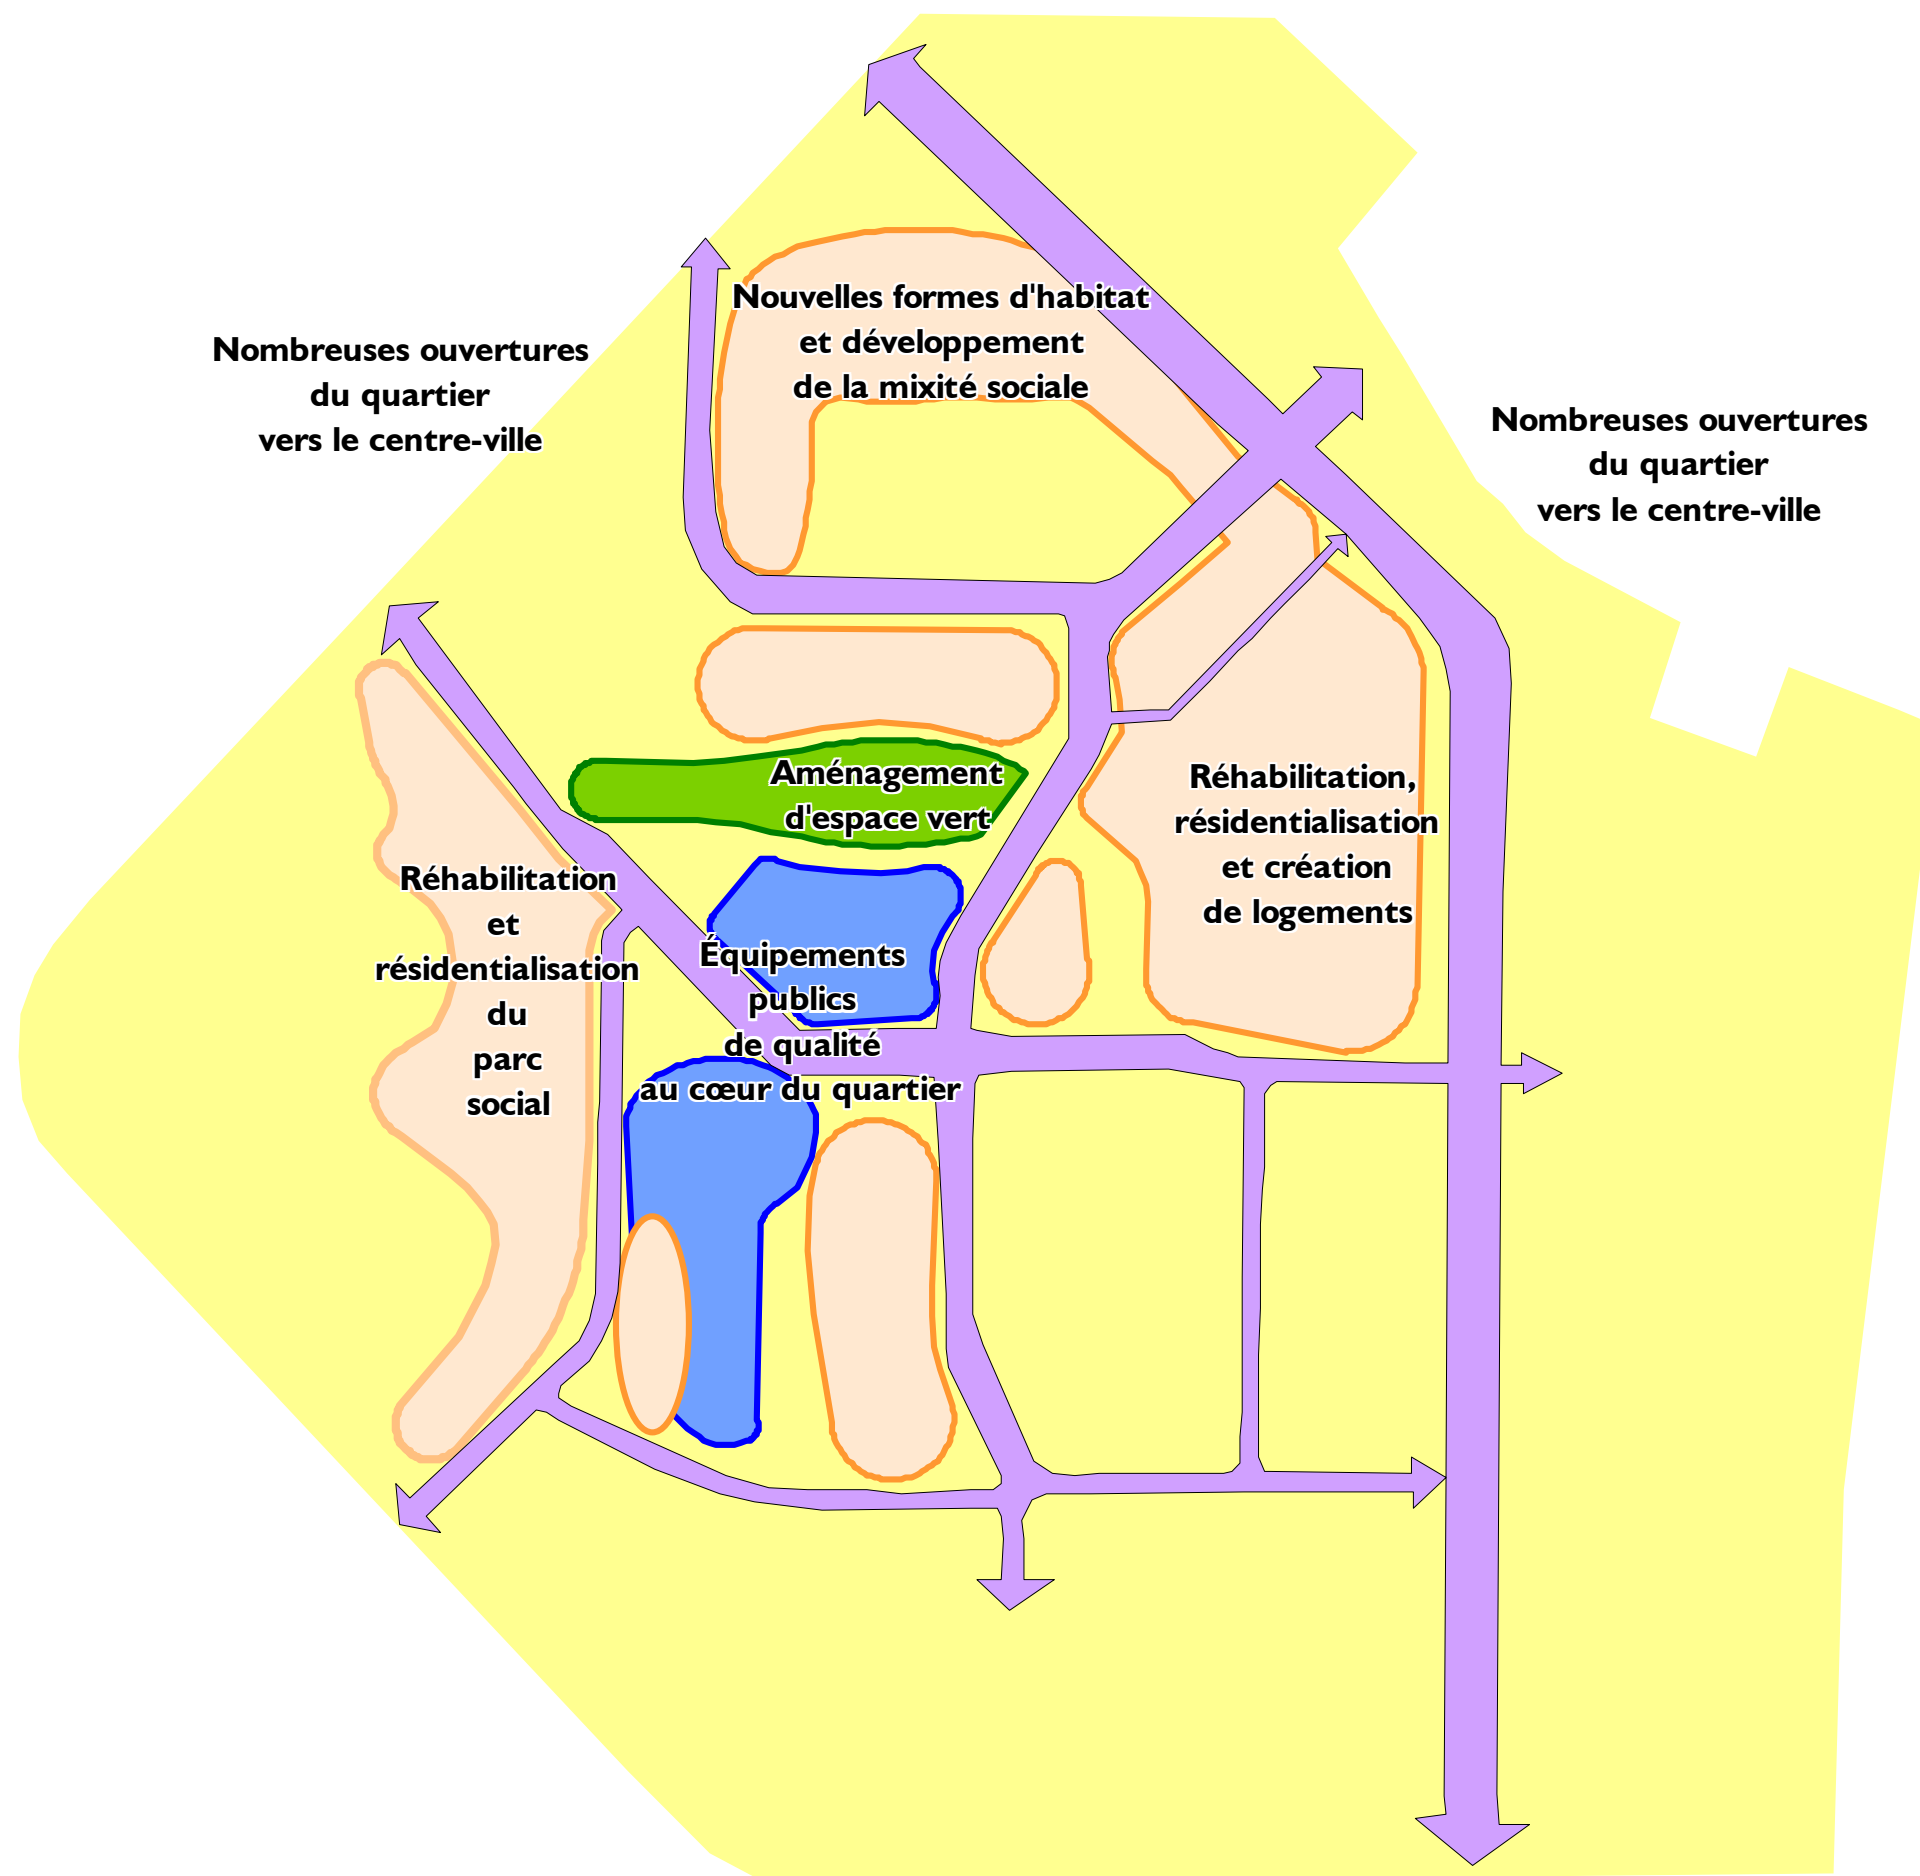 Nouvelles formes d'habitat
et développement
de la mixité sociale
Nombreuses ouvertures
du quartier
vers le centre-ville
Nombreuses ouvertures
du quartier
vers le centre-ville
Aménagement
d'espace vert
Réhabilitation,
résidentialisation
et création
de logements
Réhabilitation
et
résidentialisation
du
parc
social
Équipements
publics
de qualité
au cœur du quartier